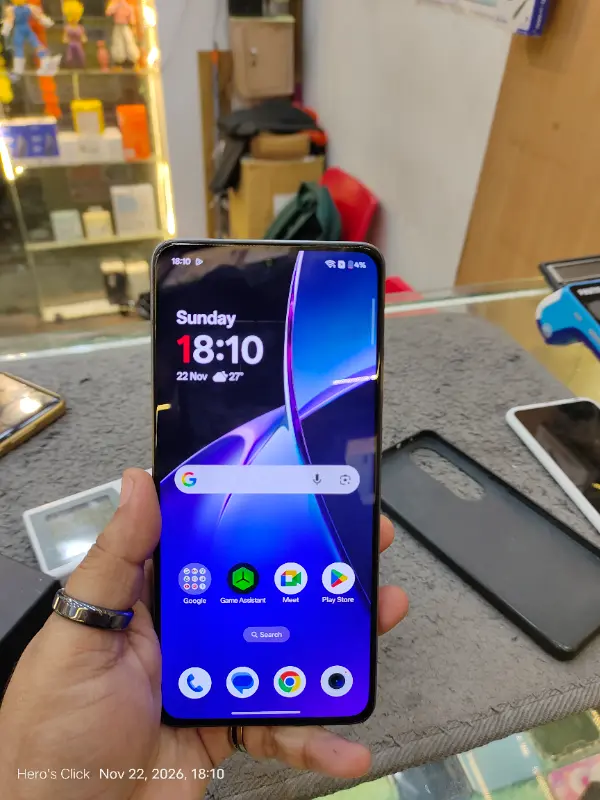 18:10
4%
Sunday
18:10
22 Nov 27°
Google Game Assistant Meet Play Store
Search
Hero's Click Nov 22, 2026, 18:10